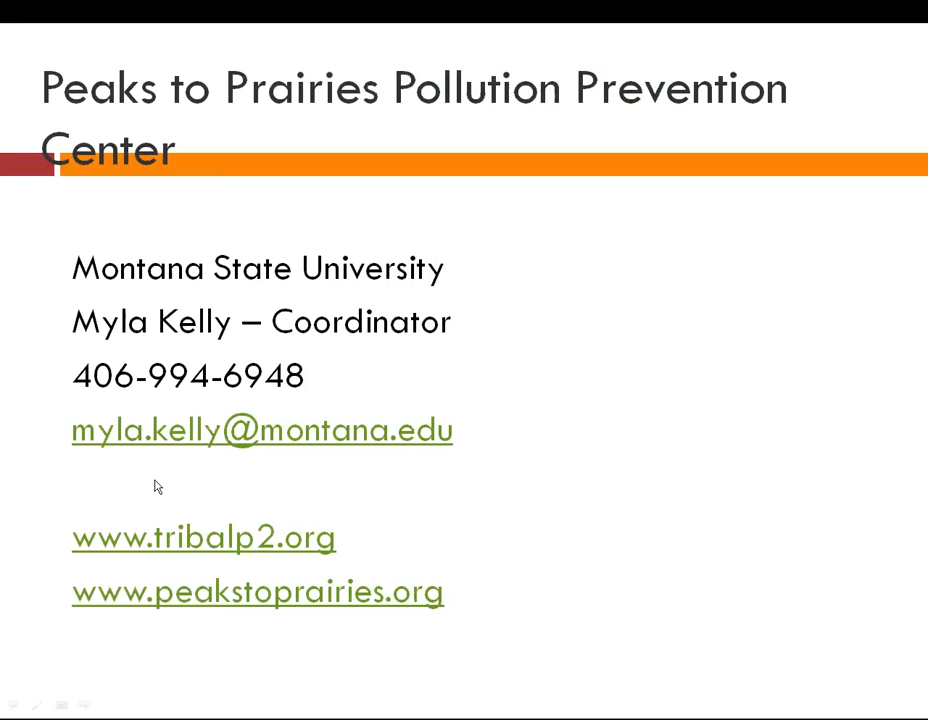 Peaks to Prairies Pollution Prevention
Center
Montana State University
Myla Kelly – Coordinator
406-994-6948
myla.kelly@montana.edu
www.tribalp2.org
www.peakstoprairies.org